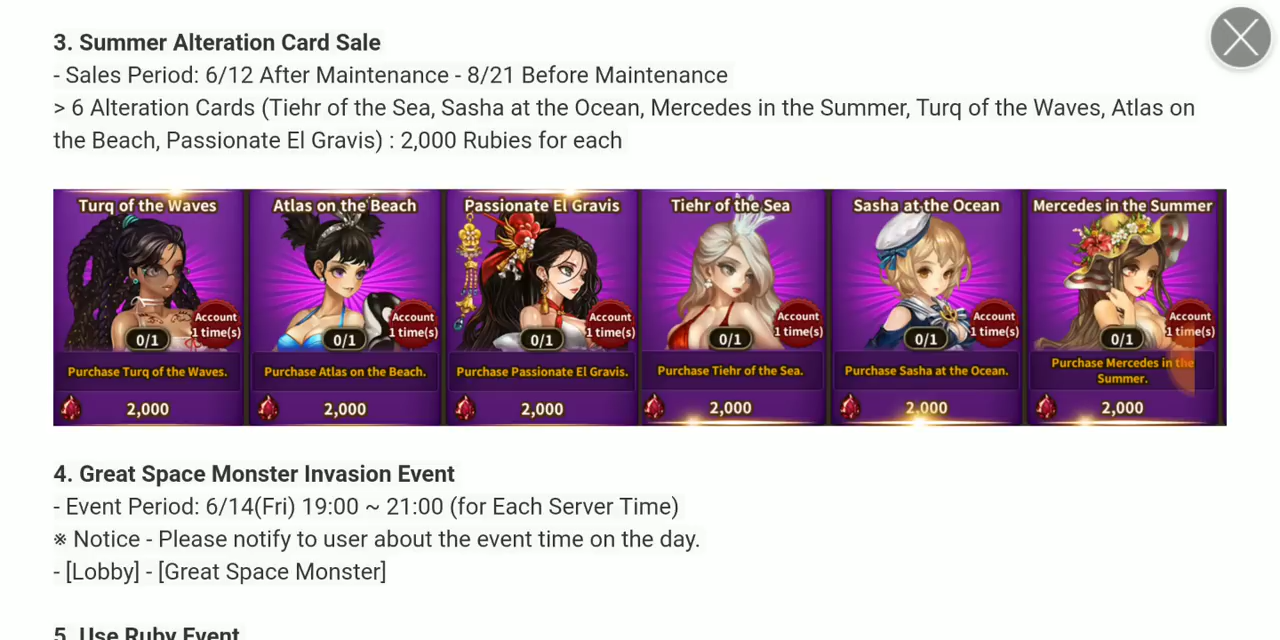 3. Summer Alteration Card Sale
- Sales Period: 6/12 After Maintenance - 8/21 Before Maintenance
> 6 Alteration Cards (Tiehr of the Sea, Sasha at the Ocean, Mercedes in the Summer, Turq of the Waves, Atlas on
the Beach, Passionate El Gravis) : 2,000 Rubies for each
Turq of the Waves
Account
1 time(s)
0/1
Purchase Turq of the Waves.
2,000
Atlas on the Beach
Account
1 time(s)
0/1
Purchase Atlas on the Beach.
2,000
Passionate El Gravis
Account
1 time(s)
0/1
Purchase Passionate El Gravis.
2,000
Tiehr of the Sea
Account
1 time(s)
0/1
Purchase Tiehr of the Sea.
2,000
Sasha at the Ocean
Account
1 time(s)
0/1
Purchase Sasha at the Ocean.
2,000
Mercedes in the Summer
Account
1 time(s)
0/1
Purchase Mercedes in the
Summer.
2,000
4. Great Space Monster Invasion Event
- Event Period: 6/14(Fri) 19:00 ~ 21:00 (for Each Server Time)
※ Notice - Please notify to user about the event time on the day.
- [Lobby] - [Great Space Monster]
5. Use Ruby Event